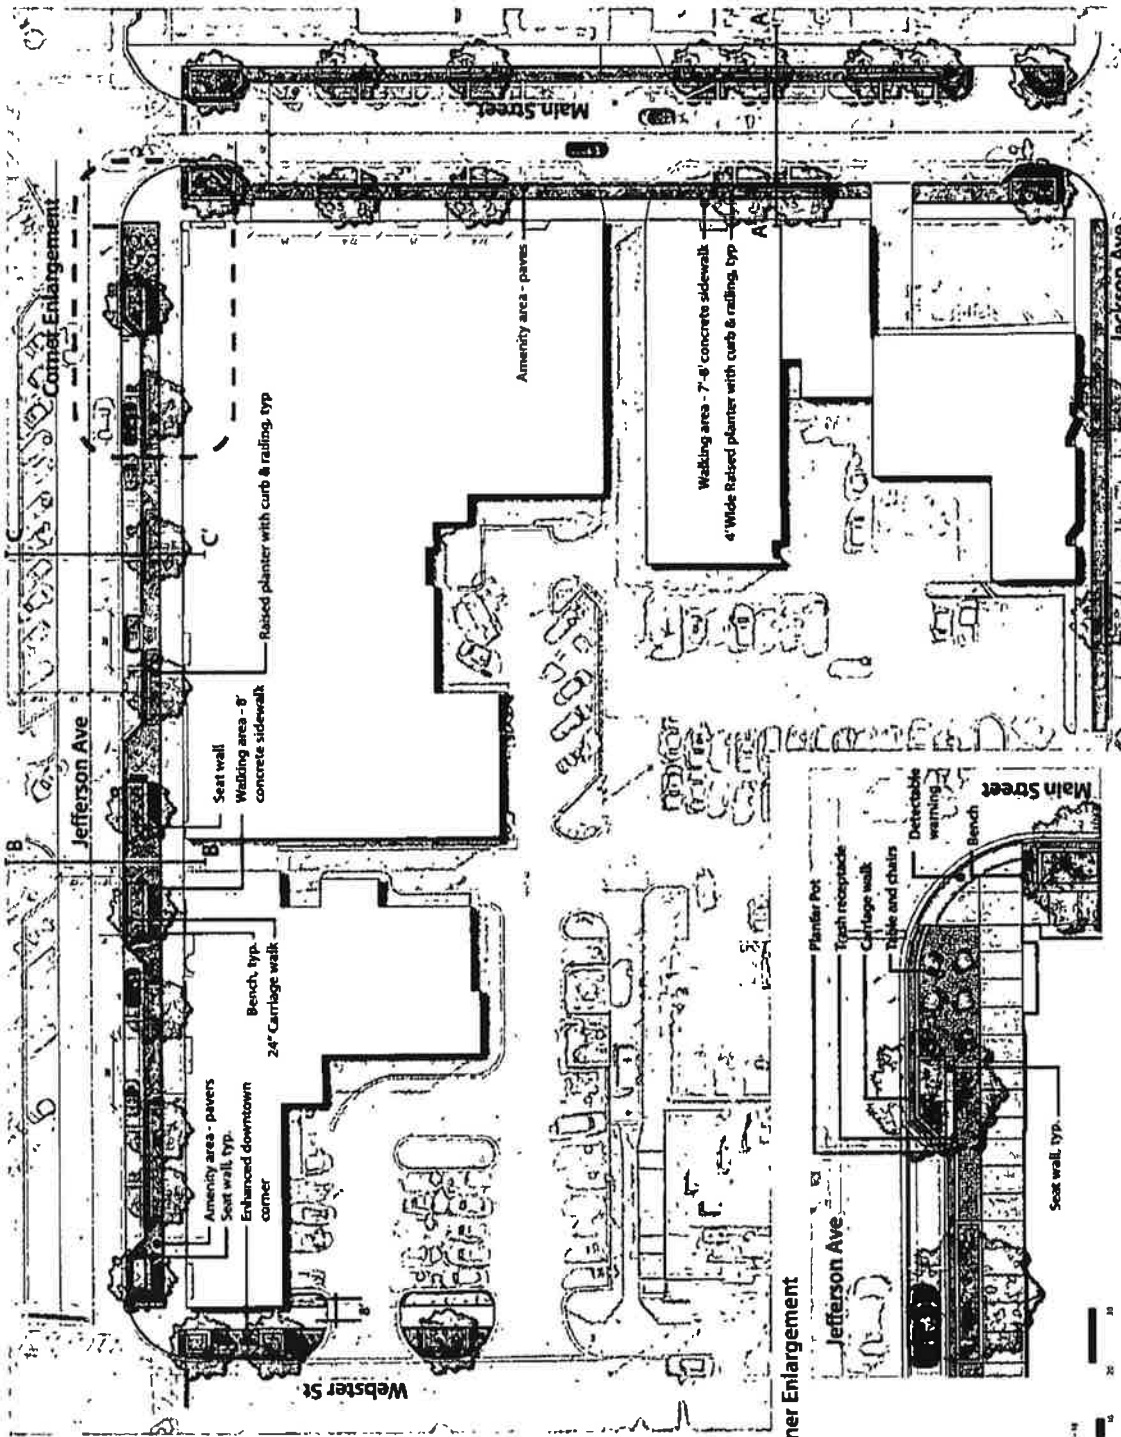 Corner Enlargement
C
C'
Jefferson Ave
B
B'
Main Street
A
A'
Raised planter with curb & railing, typ
Seat wall
Walking area - 8'
concrete sidewalk
Bench, typ.
24" Carriage walk
Amenity area - pavers
Seat wall, typ.
Enhanced downtown
corner
8'
Webster St
Amenity area - paves
Walking area - 7'-8' concrete sidewalk
4' Wide Raised planter with curb & railing, typ
Jackson Ave
ner Enlargement
Jefferson Ave
Main Street
Planter Pot
Trash receptacle
Carriage walk
Table and chairs
Detectable
warning
Bench
Seat wall, typ.